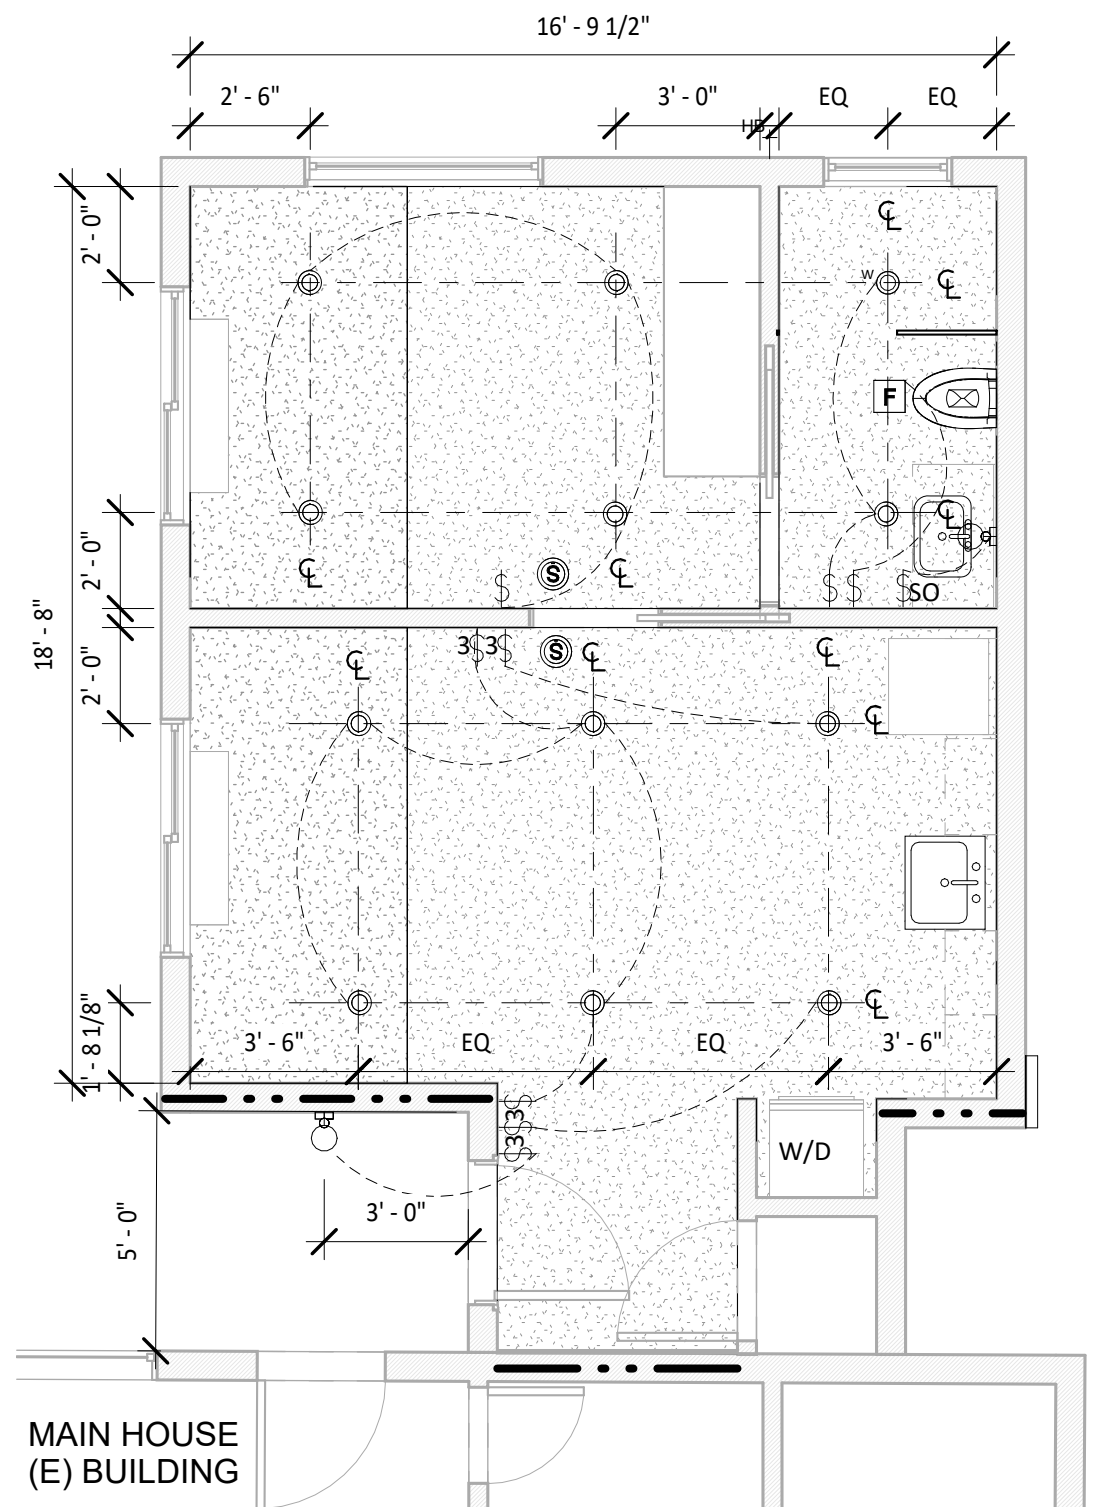 16' - 9 1/2"
2' - 6"
3' - 0"
EQ
EQ
HB
2' - 0"
℄
W
℄
F
2' - 0"
℄
℄
℄
S
$
$
$
$SO
18' - 8"
2' - 0"
3$3$
S
℄
℄
℄
℄
℄
1' - 8 1/8"
3' - 6"
EQ
EQ
3' - 6"
$3
$3
$
W/D
3' - 0"
5' - 0"
MAIN HOUSE
(E) BUILDING